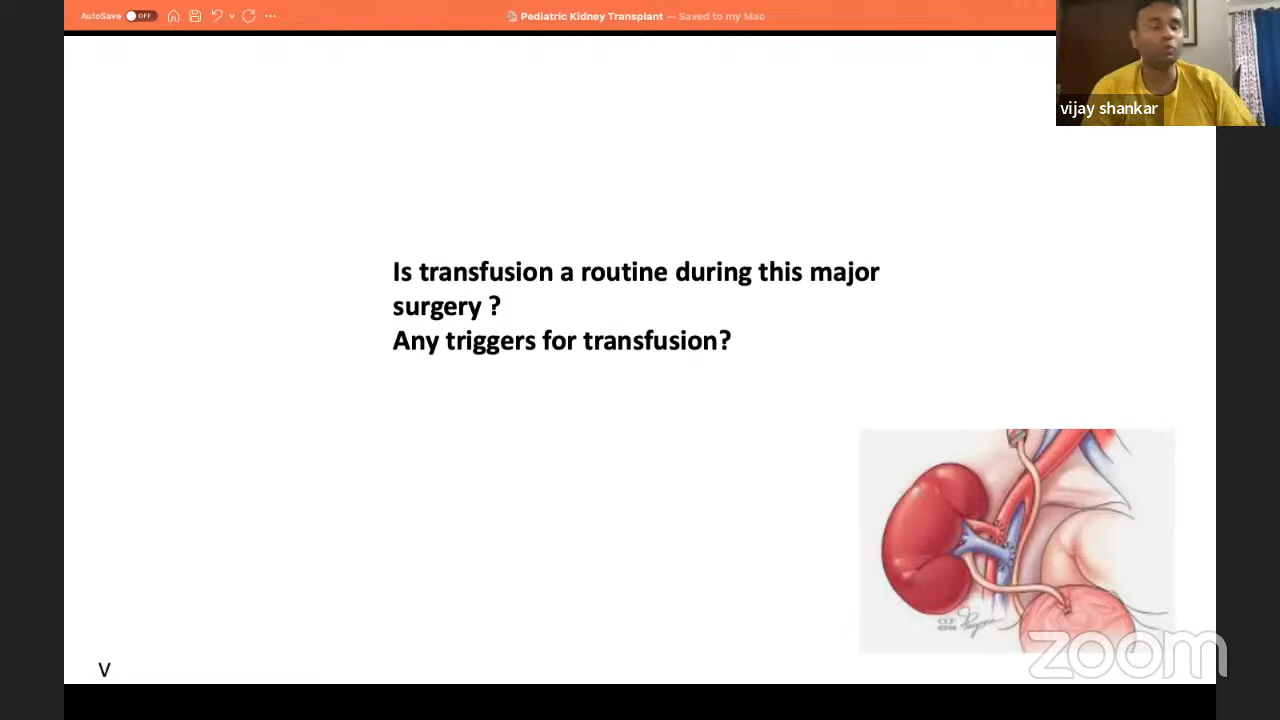 AutoSave OFF
Pediatric Kidney Transplant — Saved to my Mac
vijay shankar
Is transfusion a routine during this major
surgery ?
Any triggers for transfusion?
zoom
V